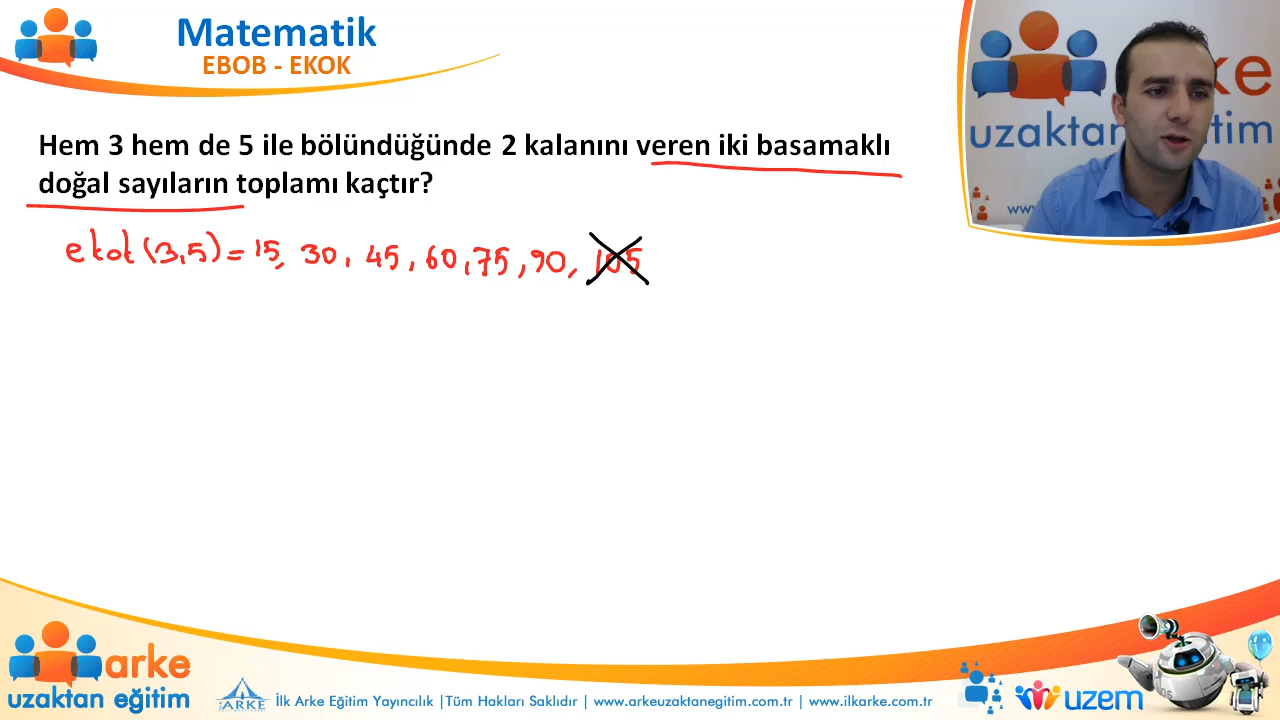 Matematik
EBOB - EKOK
arke
uzaktan eğitim
www.
Hem 3 hem de 5 ile bölündüğünde 2 kalanını veren iki basamaklı
doğal sayıların toplamı kaçtır?
ekok (3,5) = 15, 30, 45, 60, 75, 90, 105
arke
uzaktan eğitim
ARKE
İlk Arke Eğitim Yayıncılık | Tüm Hakları Saklıdır | www.arkeuzaktanegitim.com.tr | www.ilkarke.com.tr
uzem